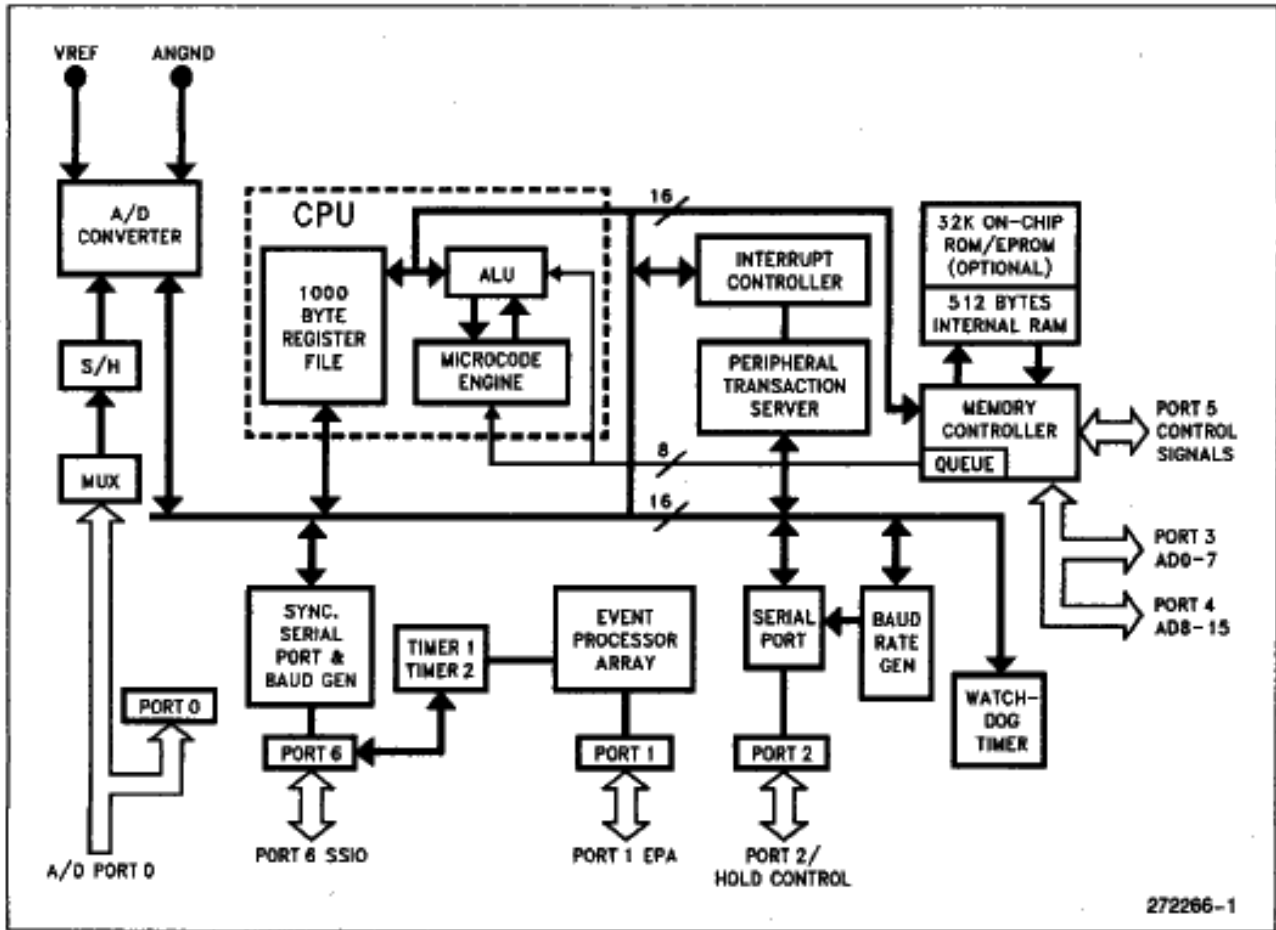 VREF
ANGND
A/D
CONVERTER
S/H
MUX
PORT 0
A/D PORT 0
CPU
1000
BYTE
REGISTER
FILE
ALU
MICROCODE
ENGINE
16
INTERRUPT
CONTROLLER
PERIPHERAL
TRANSACTION
SERVER
32K ON-CHIP
ROM/EPROM
(OPTIONAL)
512 BYTES
INTERNAL RAM
MEMORY
CONTROLLER
QUEUE
PORT 5
CONTROL
SIGNALS
8
16
PORT 3
AD0-7
PORT 4
AD8-15
SYNC.
SERIAL
PORT &
BAUD GEN
TIMER 1
TIMER 2
EVENT
PROCESSOR
ARRAY
SERIAL
PORT
BAUD
RATE
GEN
WATCH-
DOG
TIMER
PORT 6
PORT 1
PORT 2
PORT 6 SSIO
PORT 1 EPA
PORT 2/
HOLD CONTROL
272266-1